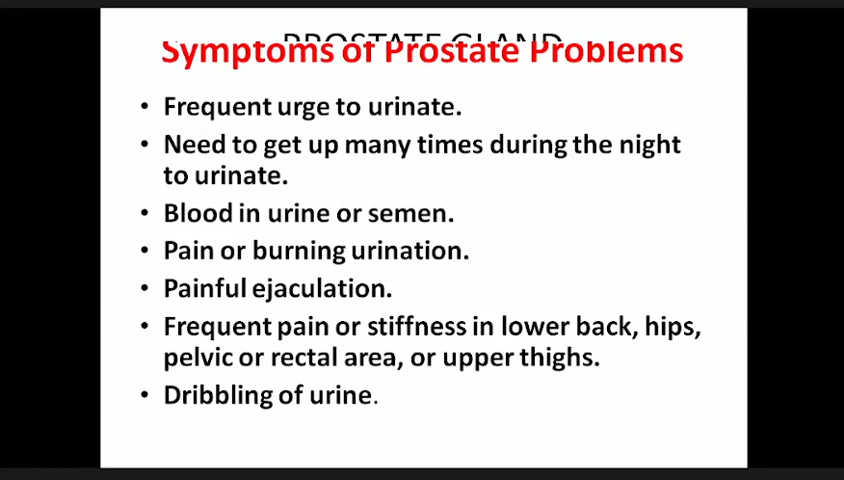 PROSTATE GLAND
Symptoms of Prostate Problems
• Frequent urge to urinate.
• Need to get up many times during the night
to urinate.
• Blood in urine or semen.
• Pain or burning urination.
• Painful ejaculation.
• Frequent pain or stiffness in lower back, hips,
pelvic or rectal area, or upper thighs.
• Dribbling of urine.